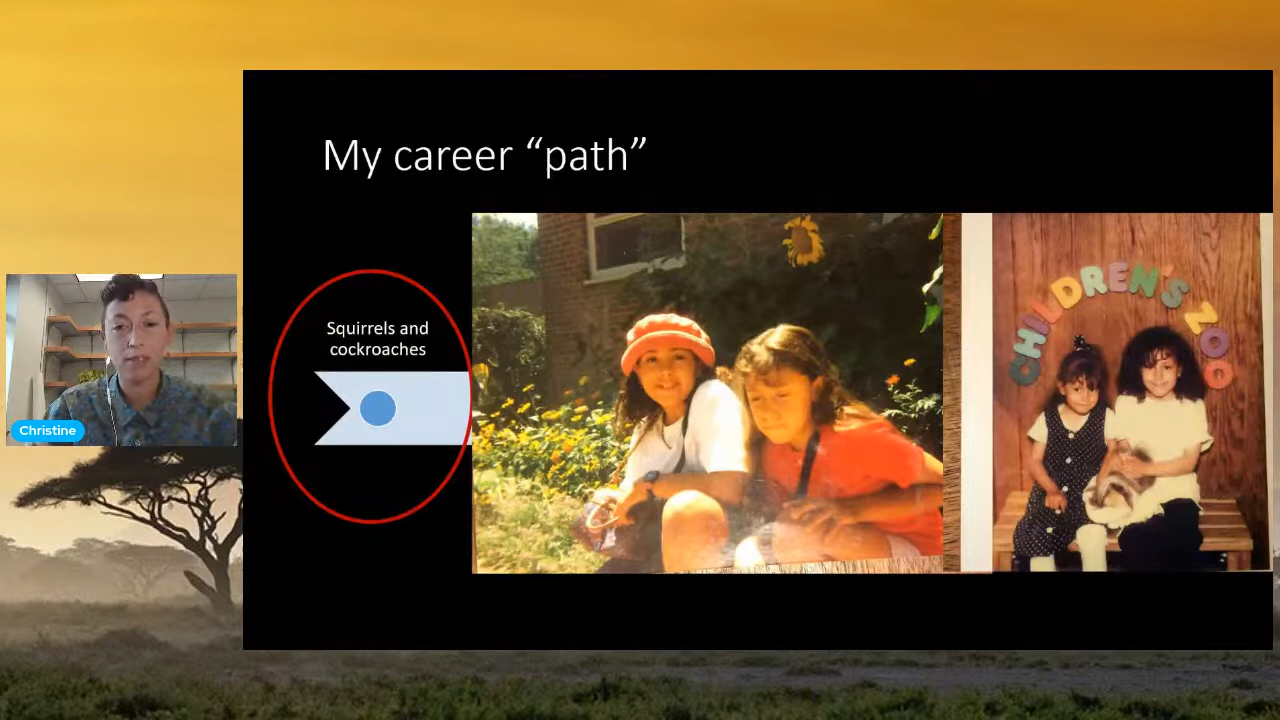 My career “path”
Squirrels and
cockroaches
CHILDREN'S ZOO
Christine